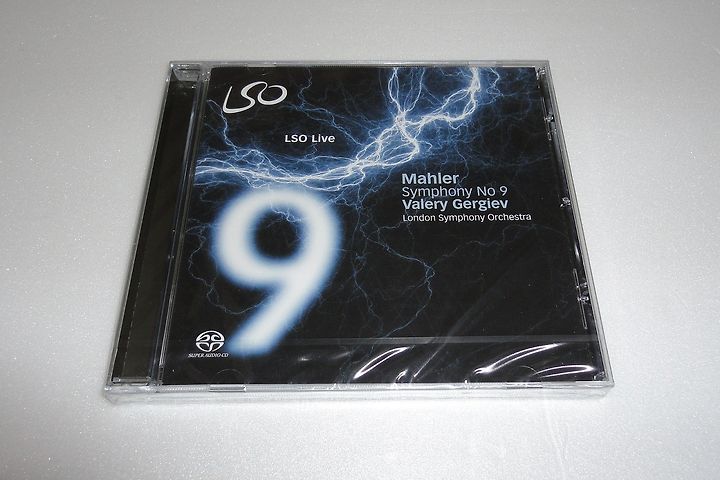 LSO
LSO Live
Mahler
Symphony No 9
Valery Gergiev
London Symphony Orchestra
9
SUPER AUDIO CD